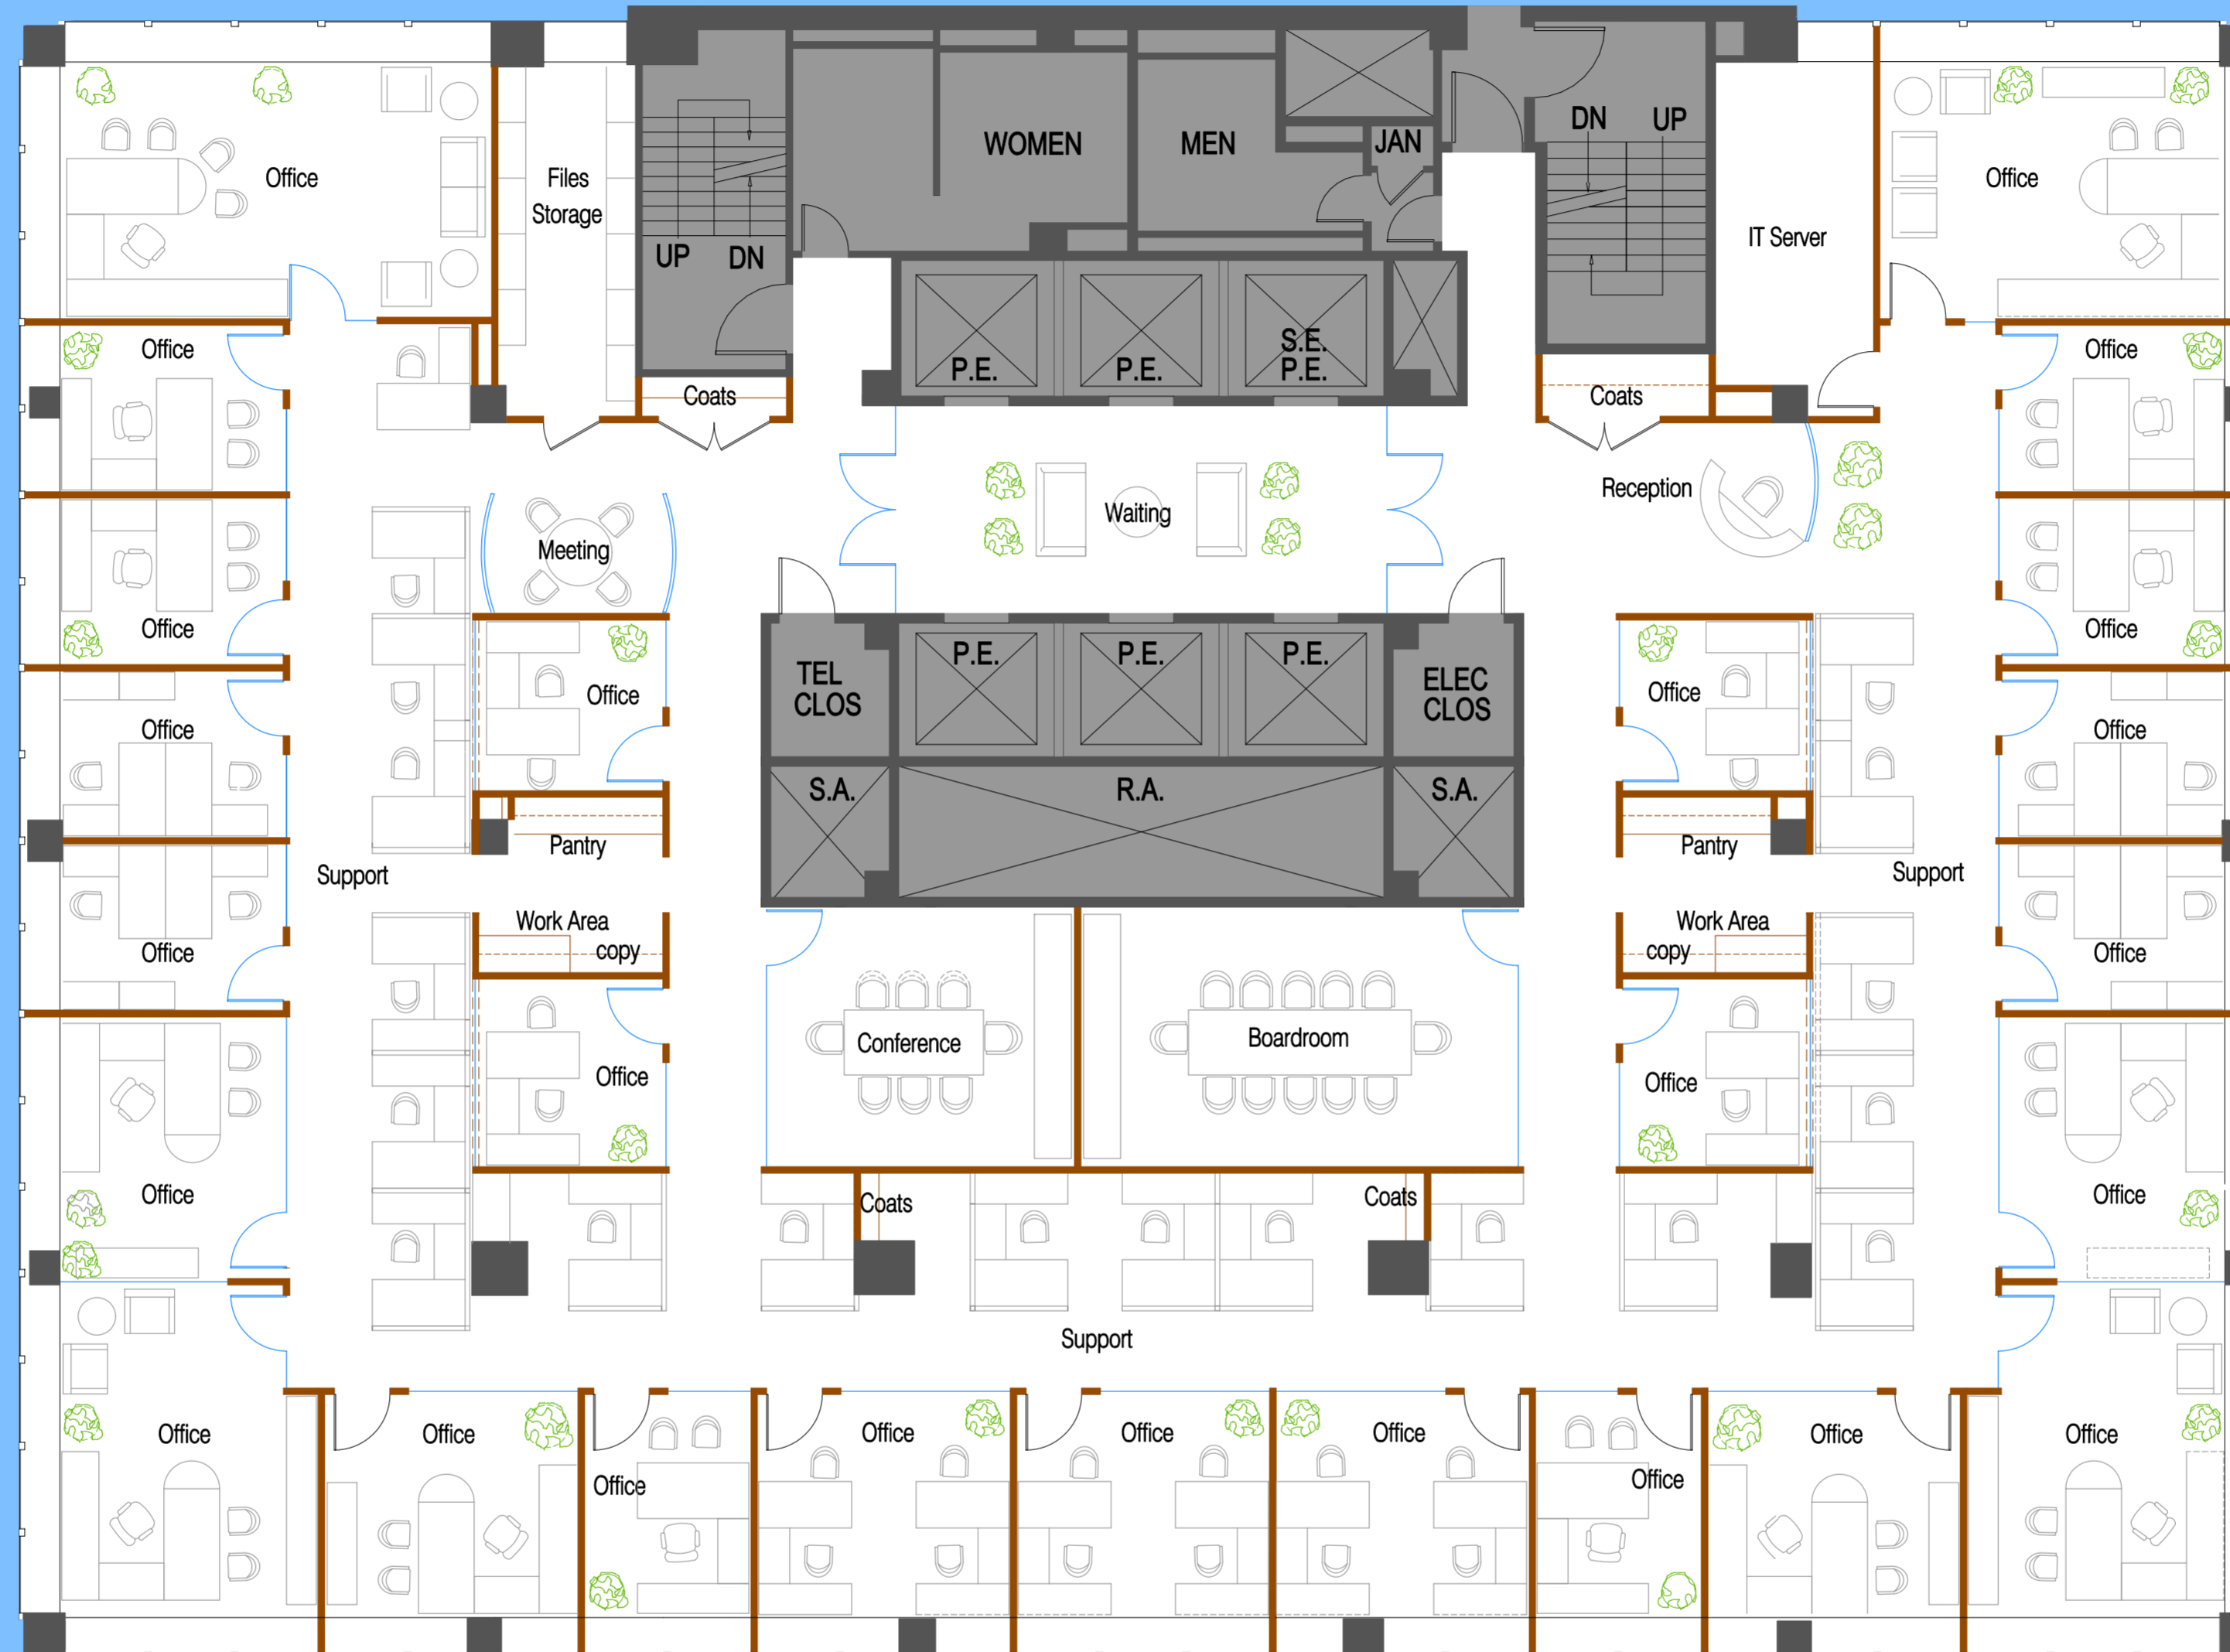 WOMEN
MEN
JAN
DN
UP
Office
Files
Storage
Office
IT Server
UP
DN
Office
P.E.
P.E.
S.E.
P.E.
Office
Coats
Coats
Reception
Waiting
Meeting
Office
Office
TEL
CLOS
P.E.
P.E.
P.E.
ELEC
CLOS
Office
Office
Office
Office
S.A.
R.A.
S.A.
Pantry
Pantry
Support
Support
Work Area
copy
Work Area
copy
Office
Office
Conference
Boardroom
Office
Office
Office
Coats
Coats
Office
Support
Office
Office
Office
Office
Office
Office
Office
Office
Office